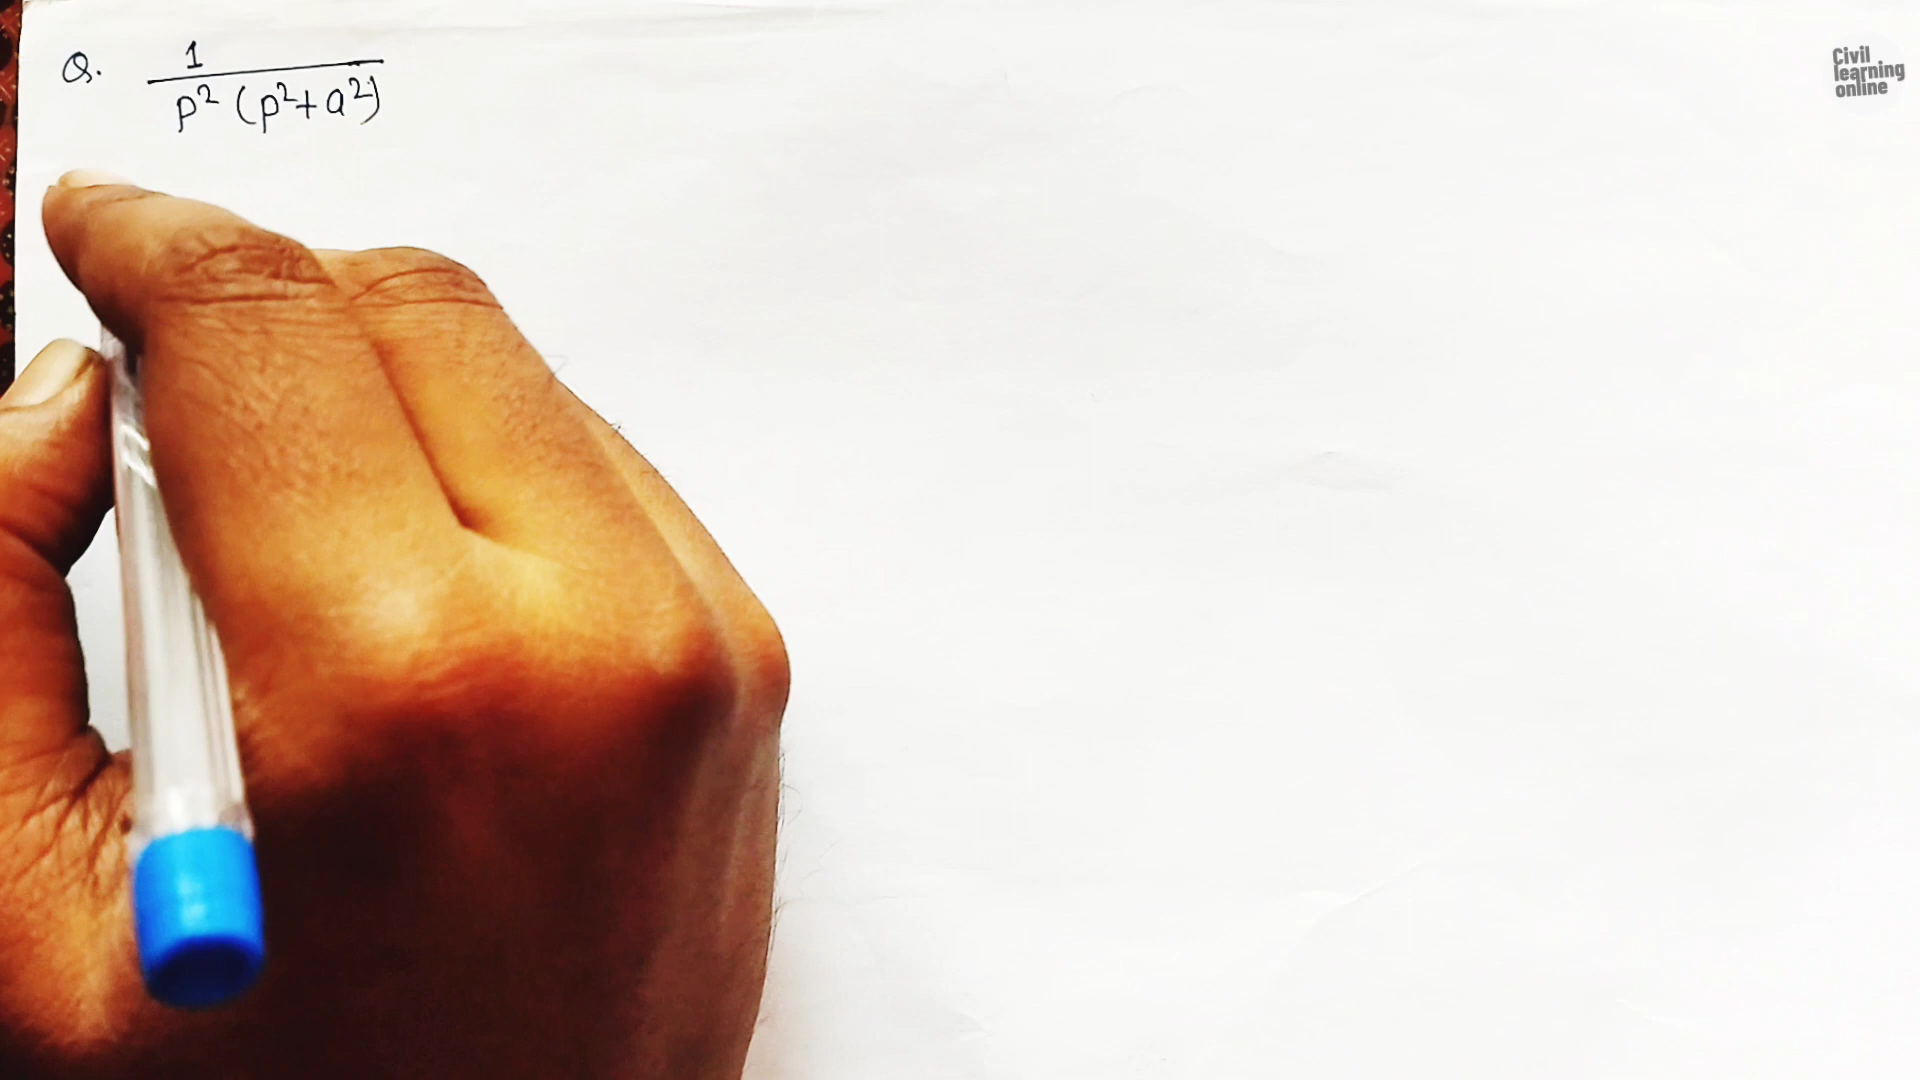 Q. 1
p² (p²+a²)
Civil
learning
online